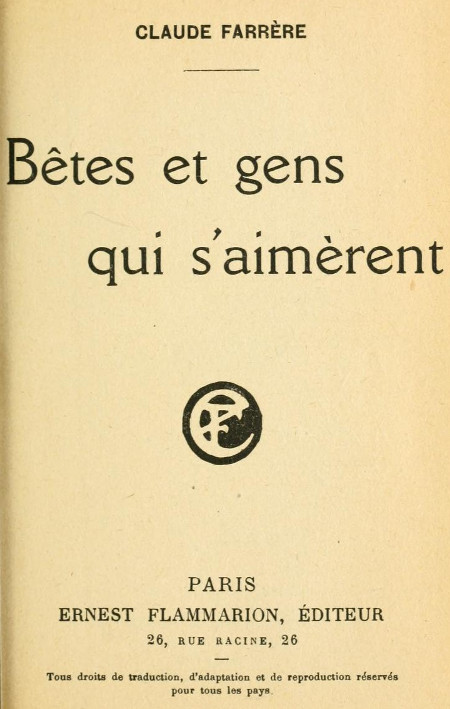 CLAUDE FARRÈRE
Bêtes et gens
qui s'aimèrent
PARIS
ERNEST FLAMMARION, ÉDITEUR
26, RUE RACINE, 26
Tous droits de traduction, d'adaptation et de reproduction réservés
pour tous les pays.